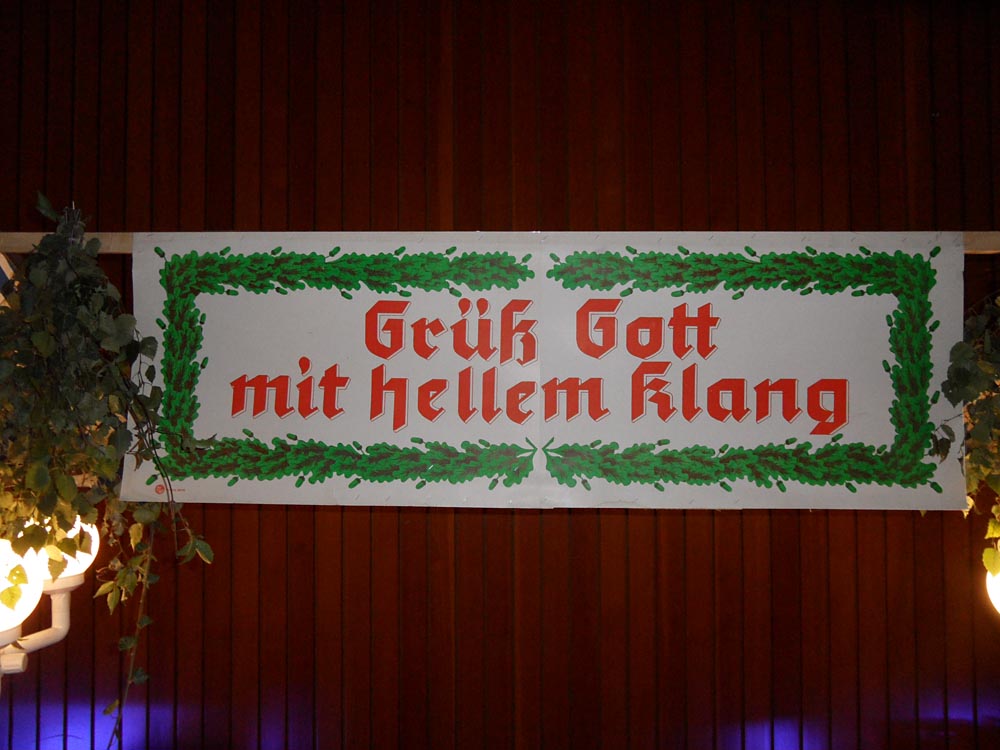 Grüß Gott
mit hellem Klang